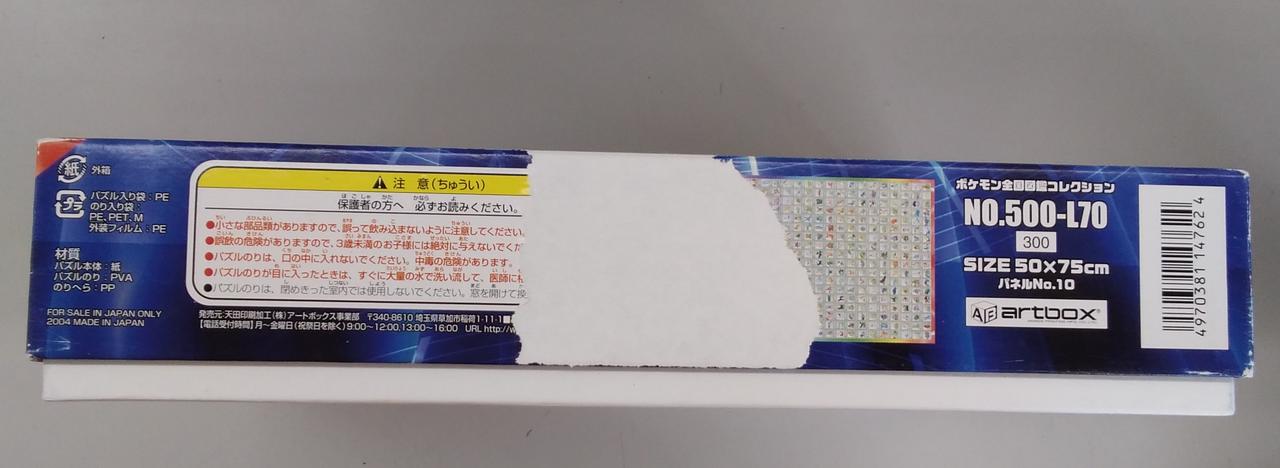 紙
外箱
プラ
パズル入り袋：PE
のり入り袋
PE, PET, M
外装フィルム：PE
材質
パズル本体：紙
パズルのり：PVA
のりへら：PP
FOR SALE IN JAPAN ONLY
2004 MADE IN JAPAN
注 意（ちゅうい）
保護者の方へ 必ずお読みください。
●小さな部品類がありますので、誤って飲み込まないように注意してください。
●誤飲の危険がありますので、3歳未満のお子様には絶対に与えないでくだ
●パズルのりは、口の中に入れないでください。中毒の危険があります。
●パズルのりが目に入ったときは、すぐに大量の水で洗い流して、医師に
●パズルのりは、閉めきった室内では使用しないでください。窓を開けて換
発売元：天田印刷加工（株）アートボックス事業部 〒340-8610 埼玉県草加市稲荷1-11-1
【電話受付時間】月〜金曜日（祝祭日を除く）9:00〜12:00, 13:00〜16:00 URL http://w
ポケモン全国図鑑コレクション
NO.500-L70
300
SIZE 50×75cm
パネルNo.10
artbox®
4970381147624